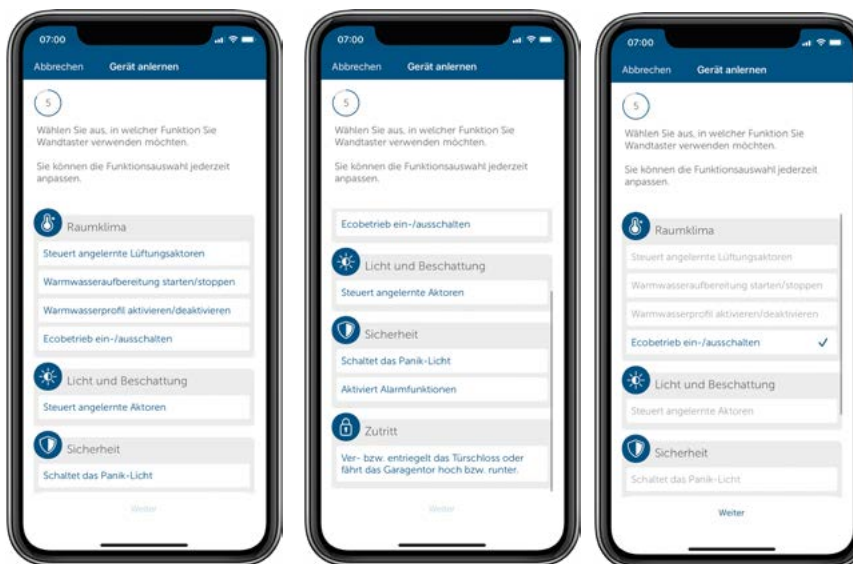 07:00
Abbrechen Gerät anlernen
5
Wählen Sie aus, in welcher Funktion Sie
Wandtaster verwenden möchten.
Sie können die Funktionsauswahl jederzeit
anpassen.
Raumklima
Steuert angelernte Lüftungsaktoren
Warmwasseraufbereitung starten/stoppen
Warmwasserprofil aktivieren/deaktivieren
Ecobetrieb ein-/ausschalten
Licht und Beschattung
Steuert angelernte Aktoren
Sicherheit
Schaltet das Panik-Licht
Weiter
07:00
Abbrechen Gerät anlernen
5
Wählen Sie aus, in welcher Funktion Sie
Wandtaster verwenden möchten.
Sie können die Funktionsauswahl jederzeit
anpassen.
Ecobetrieb ein-/ausschalten
Licht und Beschattung
Steuert angelernte Aktoren
Sicherheit
Schaltet das Panik-Licht
Aktiviert Alarmfunktionen
Zutritt
Ver- bzw. entriegelt das Türschloss oder
fährt das Garagentor hoch bzw. runter.
Weiter
07:00
Abbrechen Gerät anlernen
5
Wählen Sie aus, in welcher Funktion Sie
Wandtaster verwenden möchten.
Sie können die Funktionsauswahl jederzeit
anpassen.
Raumklima
Steuert angelernte Lüftungsaktoren
Warmwasseraufbereitung starten/stoppen
Warmwasserprofil aktivieren/deaktivieren
Ecobetrieb ein-/ausschalten
Licht und Beschattung
Steuert angelernte Aktoren
Sicherheit
Schaltet das Panik-Licht
Weiter